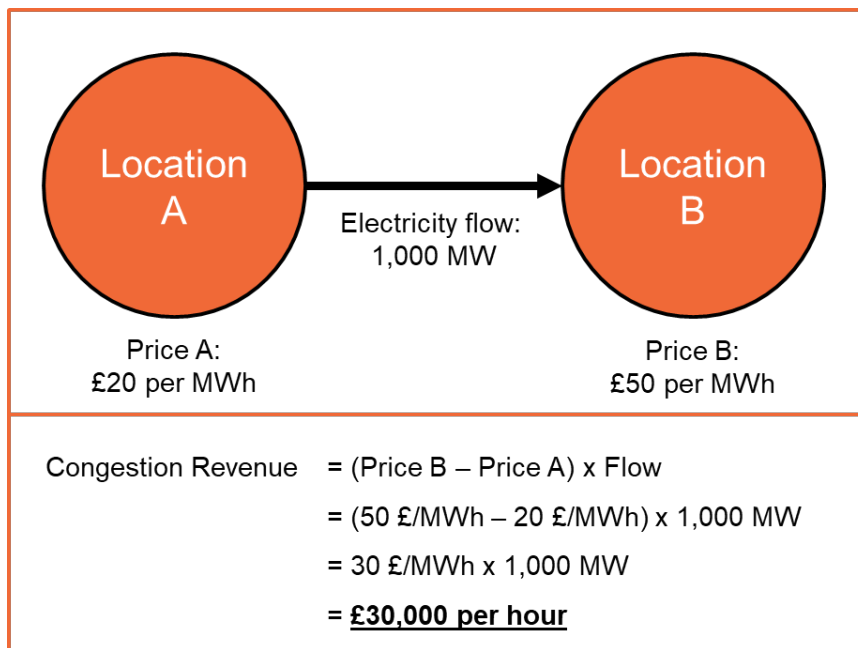 Location
A
Electricity flow:
1,000 MW
Location
B
Price A:
£20 per MWh
Price B:
£50 per MWh
Congestion Revenue = (Price B – Price A) x Flow
= (50 £/MWh – 20 £/MWh) x 1,000 MW
= 30 £/MWh x 1,000 MW
= £30,000 per hour